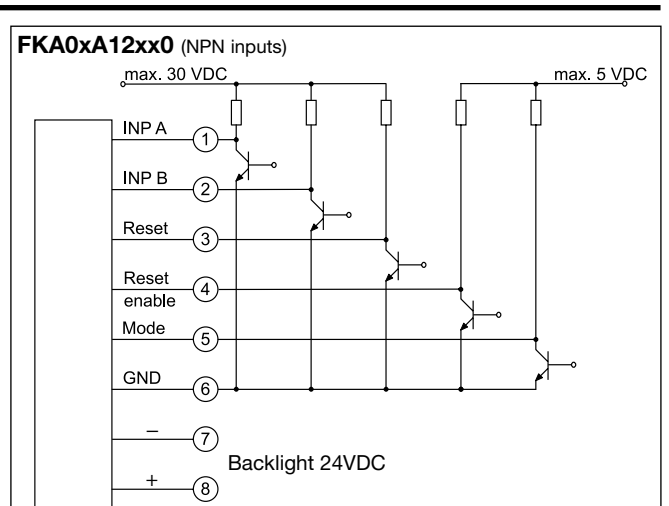 FKA0xA12xx0 (NPN inputs)
max. 30 VDC
max. 5 VDC
INP A
1
INP B
2
Reset
3
Reset
enable
4
Mode
5
GND
6
–
7
Backlight 24VDC
+
8